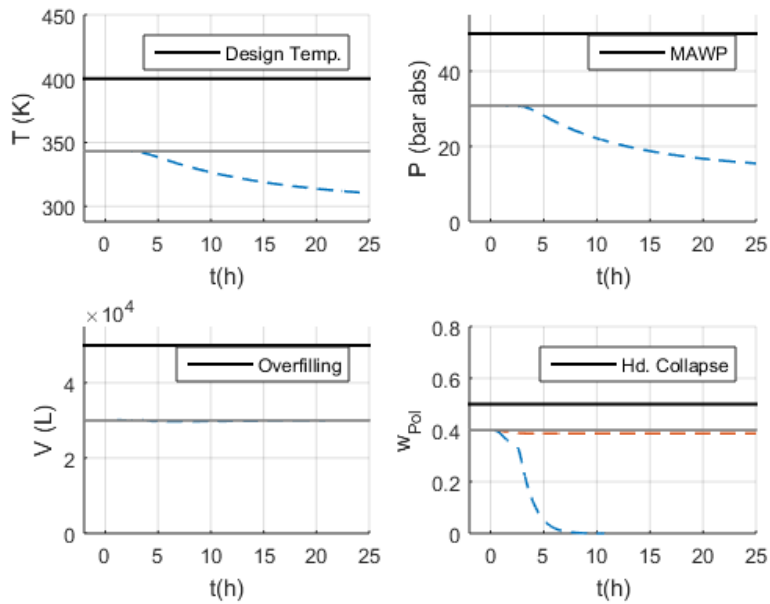 450
400
350
300
T (K)
Design Temp.
0 5 10 15 20 25
t(h)
40
20
0
P (bar abs)
MAWP
0 5 10 15 20 25
t(h)
× 10⁴
4
2
0
V (L)
Overfilling
0 5 10 15 20 25
t(h)
0.8
0.6
0.4
0.2
0
w_Pol
Hd. Collapse
0 5 10 15 20 25
t(h)